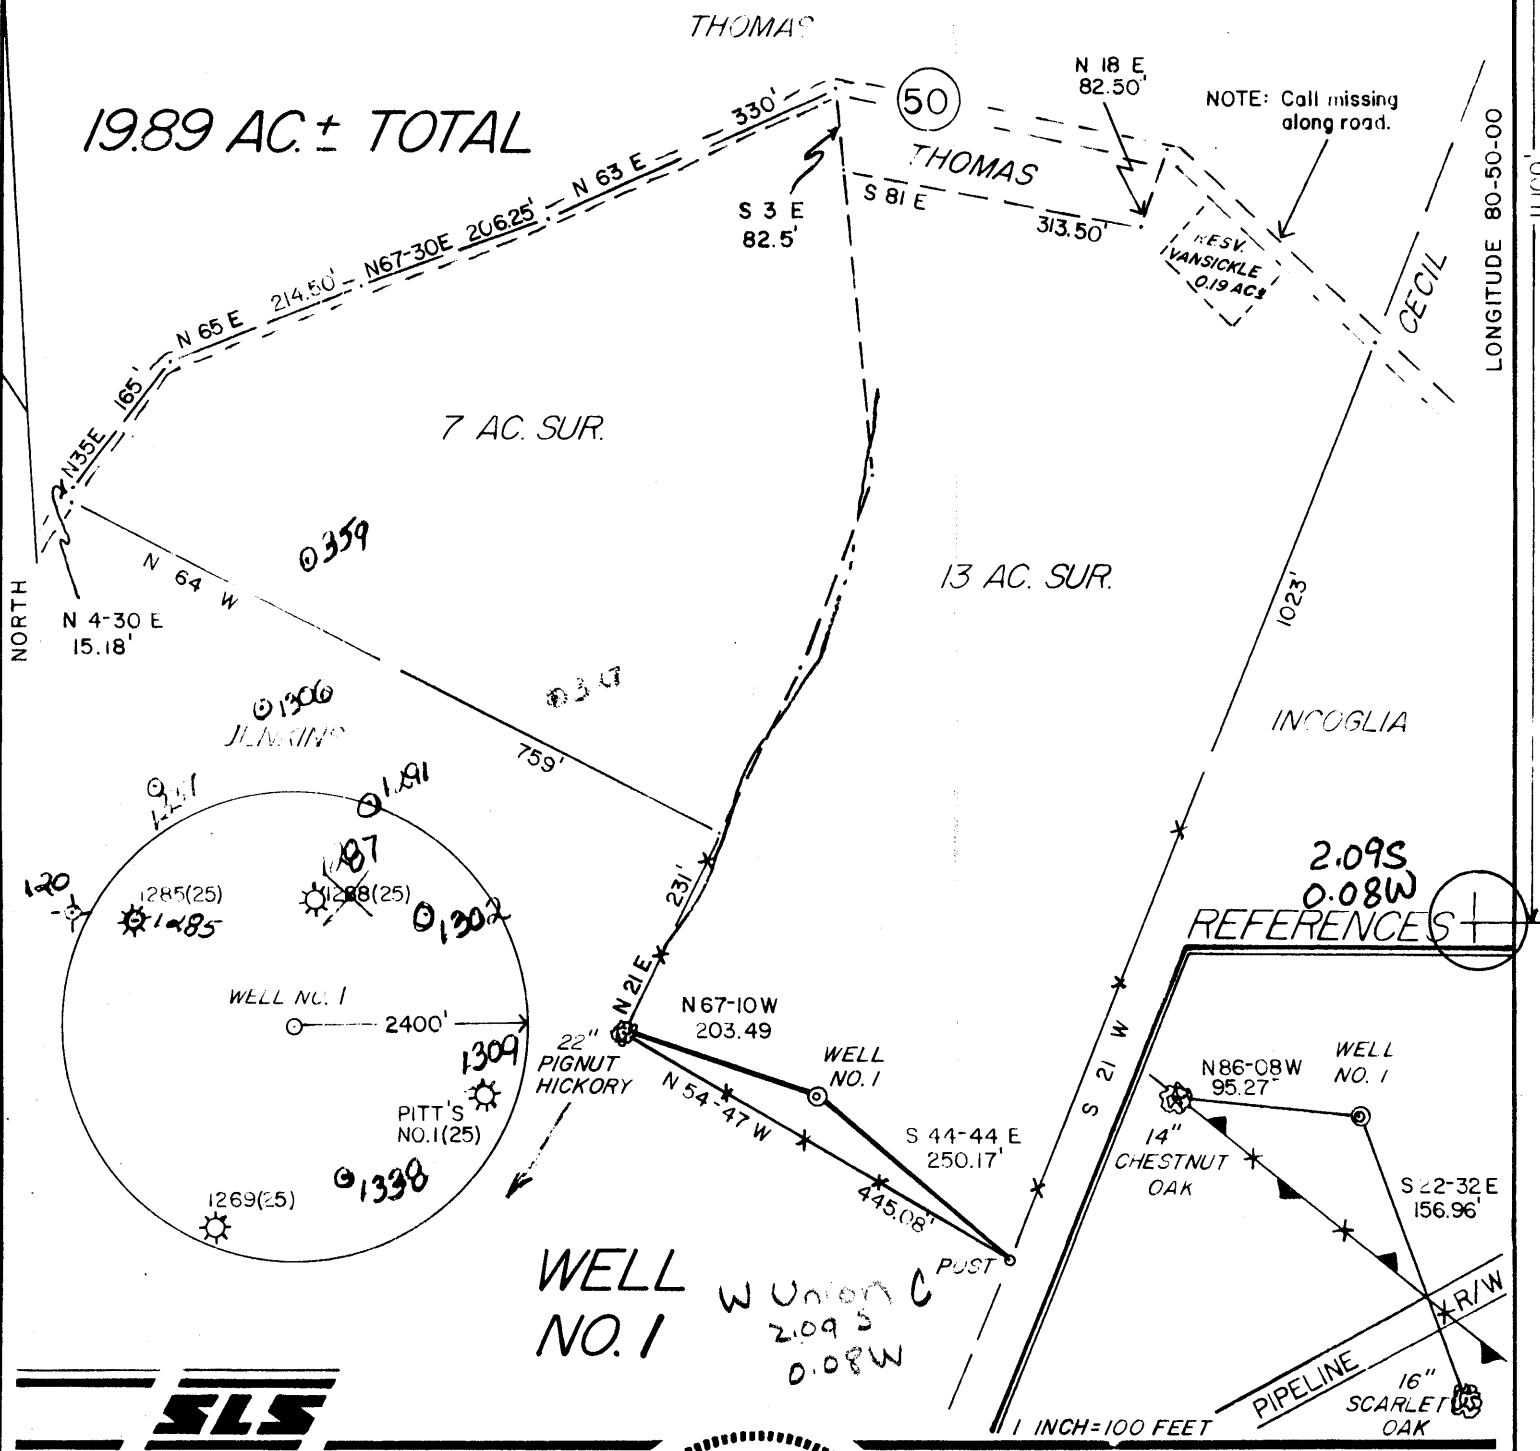 THOMAS
19.89 AC.± TOTAL
330'
50
N 18 E
82.50'
NOTE: Call missing
along road.
LONGITUDE 80-50-00
N 63 E
THOMAS
S 81 E
313.50'
S 3 E
82.5'
206.25'
N67-30E
214.50'
N 65 E
165'
N35E
RESV.
VANSICKLE
0.19 AC±
CECIL
7 AC. SUR.
359
N 64 W
13 AC. SUR.
1023'
NORTH
N 4-30 E
15.18'
1306
JENKINS
759'
INCOGLIA
1291
1287
120
1285(25)
1285
1288(25)
1302
231'
N 21 E
2.09S
0.08W
REFERENCES
WELL NO. 1
2400'
N67-10W
203.49
22"
PIGNUT
HICKORY
WELL
NO. 1
1309
PITT'S
NO.1(25)
N 54-47 W
S 44-44 E
250.17'
445.08'
S 21 W
N86-08W
95.27'
WELL
NO. 1
14"
CHESTNUT
OAK
S 22-32 E
156.96'
1338
1269(25)
POST
WELL
NO. 1
W Union C
2.09 S
0.08W
R/W
PIPELINE
16"
SCARLET
OAK
SLS
1 INCH=100 FEET